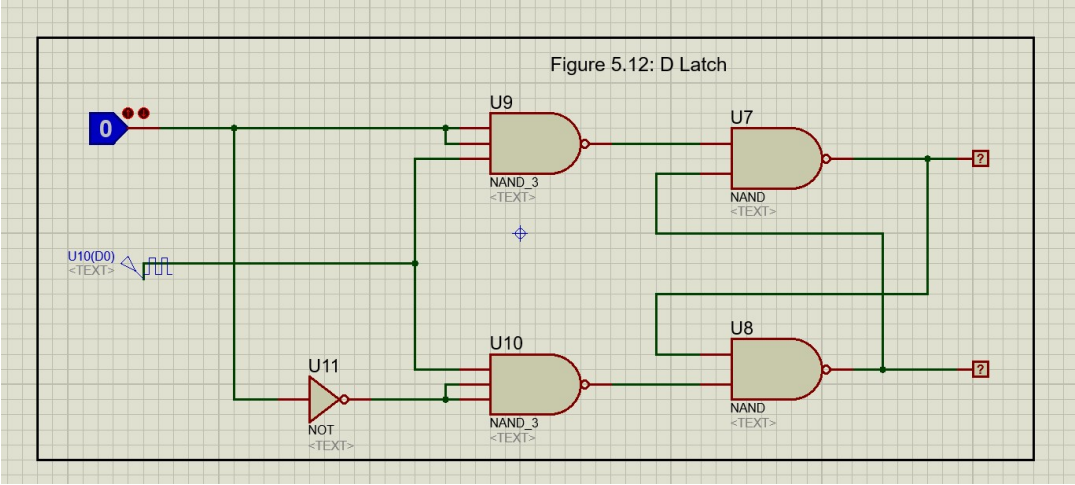 Figure 5.12: D Latch
0
U9
NAND_3
<TEXT>
U7
NAND
<TEXT>
?
U10(D0)
<TEXT>
U11
NOT
<TEXT>
U10
NAND_3
<TEXT>
U8
NAND
<TEXT>
?